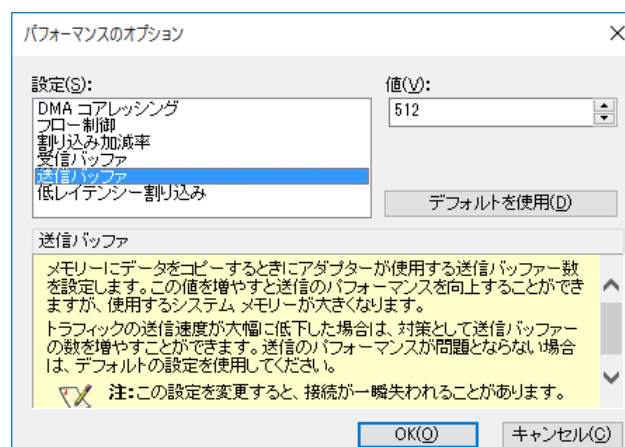 パフォーマンスのオプション
設定(S):
DMA コアレッシング
フロー制御
割り込み加減率
受信バッファ
送信バッファ
低レイテンシー割り込み
値(V):
512
デフォルトを使用(D)
送信バッファ
メモリーにデータをコピーするときにアダプターが使用する送信バッファー数
を設定します。この値を増やすと送信のパフォーマンスを向上することができ
ますが、使用するシステム メモリーが大きくなります。
トラフィックの送信速度が大幅に低下した場合は、対策として送信バッファー
の数を増やすことができます。送信のパフォーマンスが問題とならない場合
は、デフォルトの設定を使用してください。
注:この設定を変更すると、接続が一瞬失われることがあります。
OK(O)
キャンセル(C)